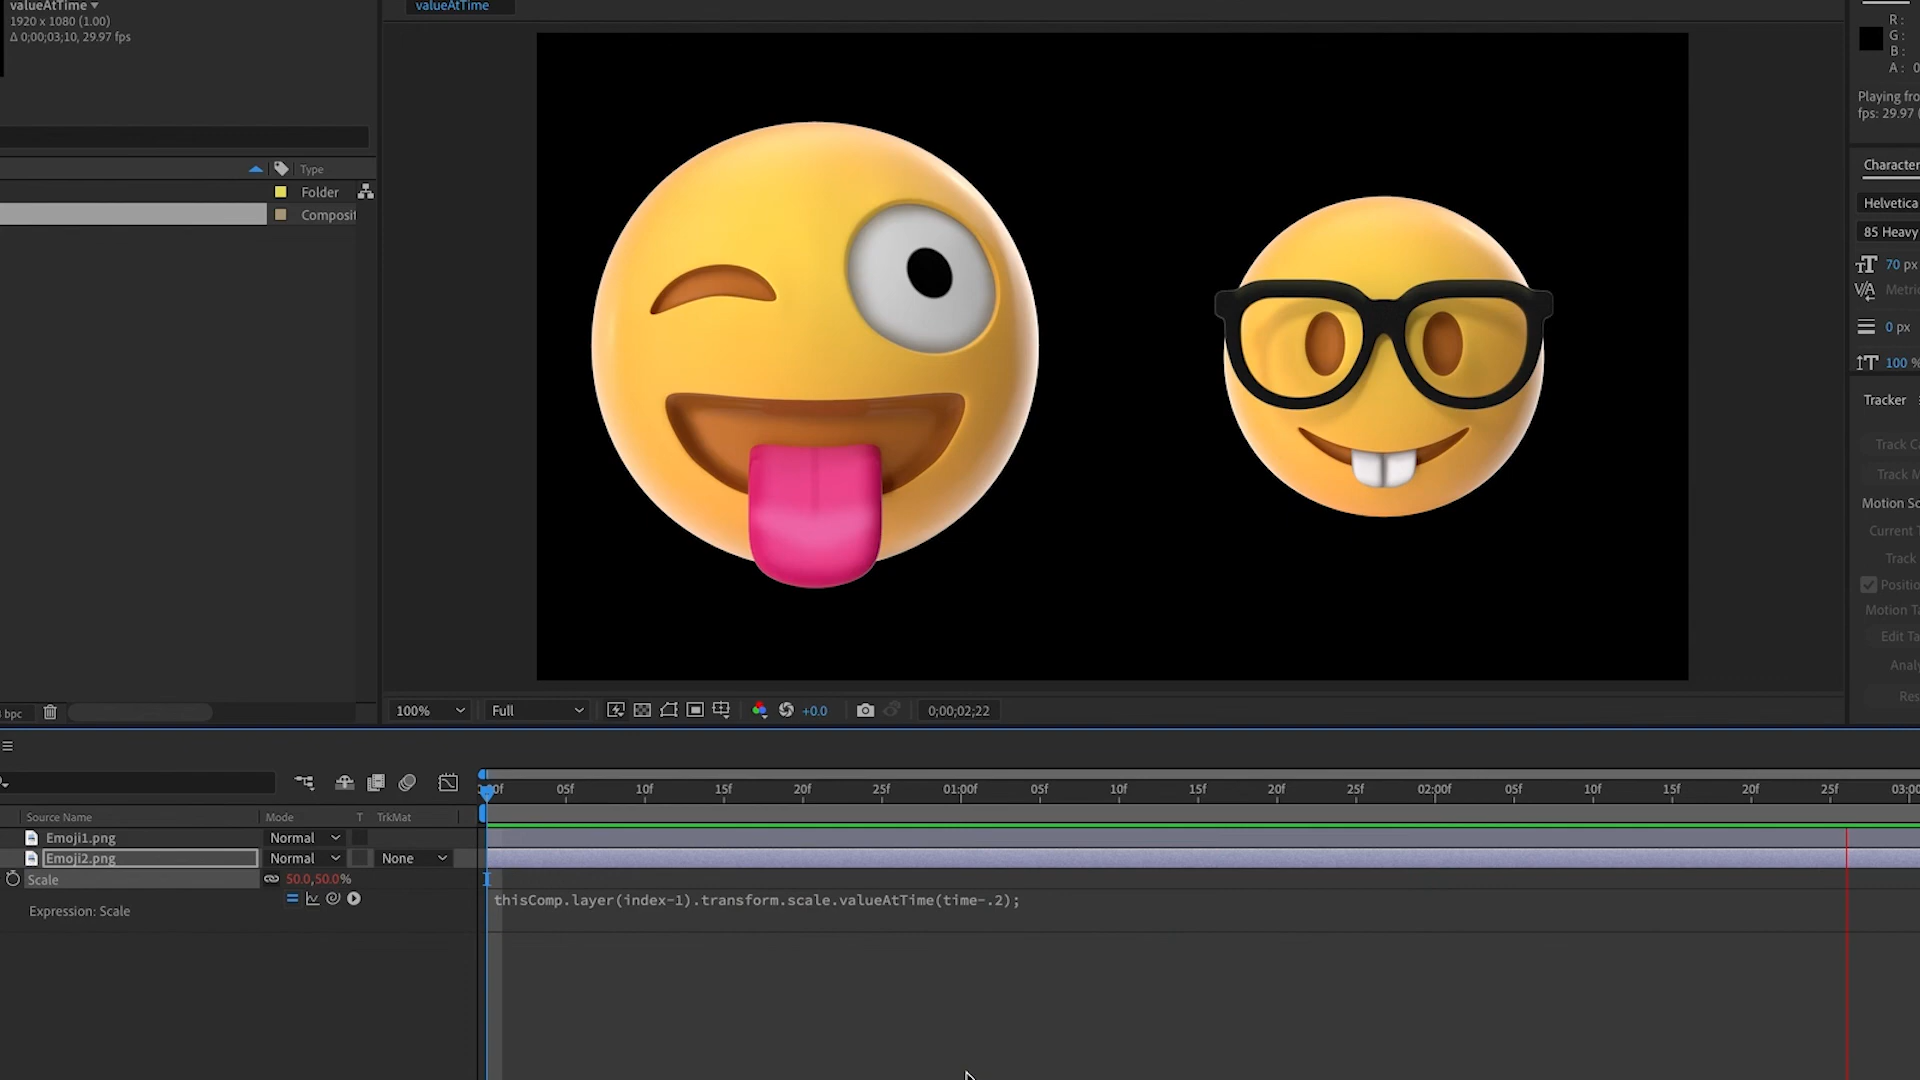 valueAtTime
1920 x 1080 (1.00)
Δ 0;00;03;10, 29.97 fps
valueAtTime
R :
G :
B :
A : 0
Playing fro
fps: 29.97 (
Type
Folder
Composit
Character
Helvetica
85 Heavy
70 px
Metric
0 px
100 %
Tracker
Track C
Track M
Motion So
Current T
Track
Positio
Motion Ta
Edit Ta
Analy
Res
bpc
100%
Full
+0.0
0;00;02;22
05f 10f 15f 20f 25f 01:00f 05f 10f 15f 20f 25f 02:00f 05f 10f 15f 20f 25f 03:00
Source Name Mode T TrkMat
Emoji1.png Normal
Emoji2.png Normal None
Scale 50.0,50.0%
Expression: Scale
thisComp.layer(index-1).transform.scale.valueAtTime(time-.2);